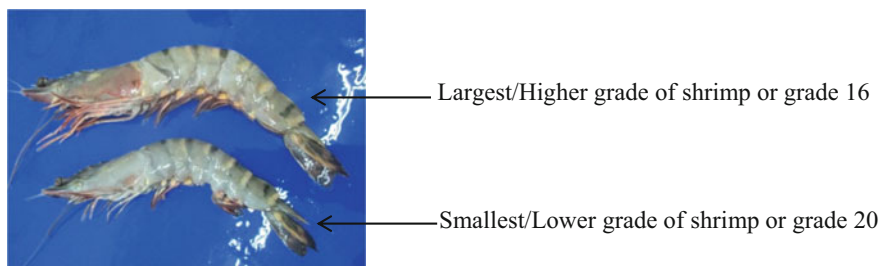 Largest/Higher grade of shrimp or grade 16
Smallest/Lower grade of shrimp or grade 20